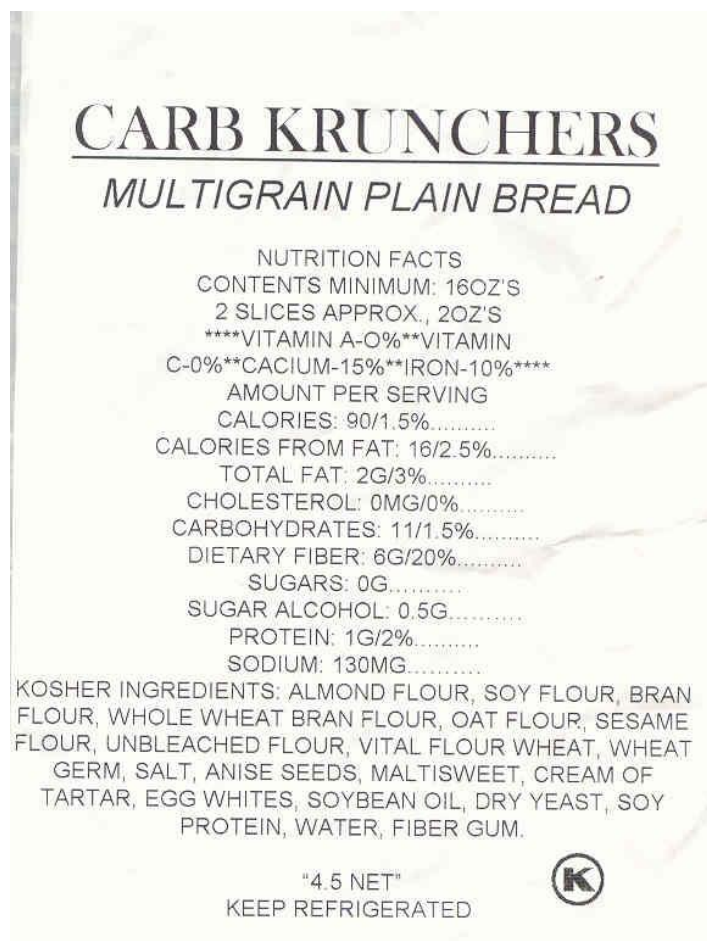 CARB KRUNCHERS
MULTIGRAIN PLAIN BREAD
NUTRITION FACTS
CONTENTS MINIMUM: 16OZ'S
2 SLICES APPROX., 2OZ'S
****VITAMIN A-0%**VITAMIN
C-0%**CACIUM-15%**IRON-10%****
AMOUNT PER SERVING
CALORIES: 90/1.5%..........
CALORIES FROM FAT: 16/2.5%..........
TOTAL FAT: 2G/3%..........
CHOLESTEROL: 0MG/0%..........
CARBOHYDRATES: 11/1.5%..........
DIETARY FIBER: 6G/20%..........
SUGARS: 0G...........
SUGAR ALCOHOL: 0.5G...........
PROTEIN: 1G/2%..........
SODIUM: 130MG...........
KOSHER INGREDIENTS: ALMOND FLOUR, SOY FLOUR, BRAN
FLOUR, WHOLE WHEAT BRAN FLOUR, OAT FLOUR, SESAME
FLOUR, UNBLEACHED FLOUR, VITAL FLOUR WHEAT, WHEAT
GERM, SALT, ANISE SEEDS, MALTISWEET, CREAM OF
TARTAR, EGG WHITES, SOYBEAN OIL, DRY YEAST, SOY
PROTEIN, WATER, FIBER GUM.
"4.5 NET"
K
KEEP REFRIGERATED